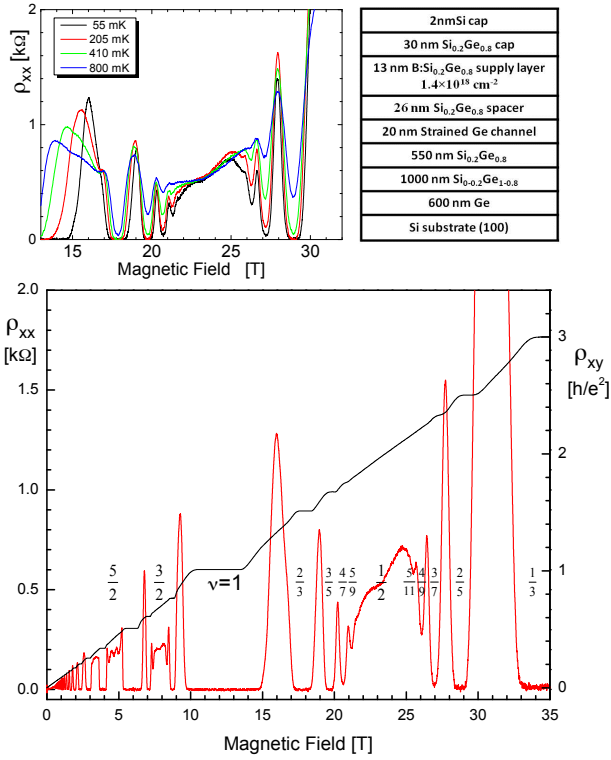 2
1
0
ρxx [kΩ]
55 mK
205 mK
410 mK
800 mK
15 20 25 30
Magnetic Field [T]
2nmSi cap
30 nm Si0.2Ge0.8 cap
13 nm B:Si0.2Ge0.8 supply layer
1.4×10^18 cm^-2
26 nm Si0.2Ge0.8 spacer
20 nm Strained Ge channel
550 nm Si0.2Ge0.8
1000 nm Si0-0.2Ge1-0.8
600 nm Ge
Si substrate (100)
2.0
1.5
1.0
0.5
0.0
ρxx
[kΩ]
3
2
1
0
ρxy
[h/e^2]
5/2 3/2 ν=1 2/3 3/5 4/7 5/9 1/2 5/11 4/9 3/7 2/5 1/3
0 5 10 15 20 25 30 35
Magnetic Field [T]